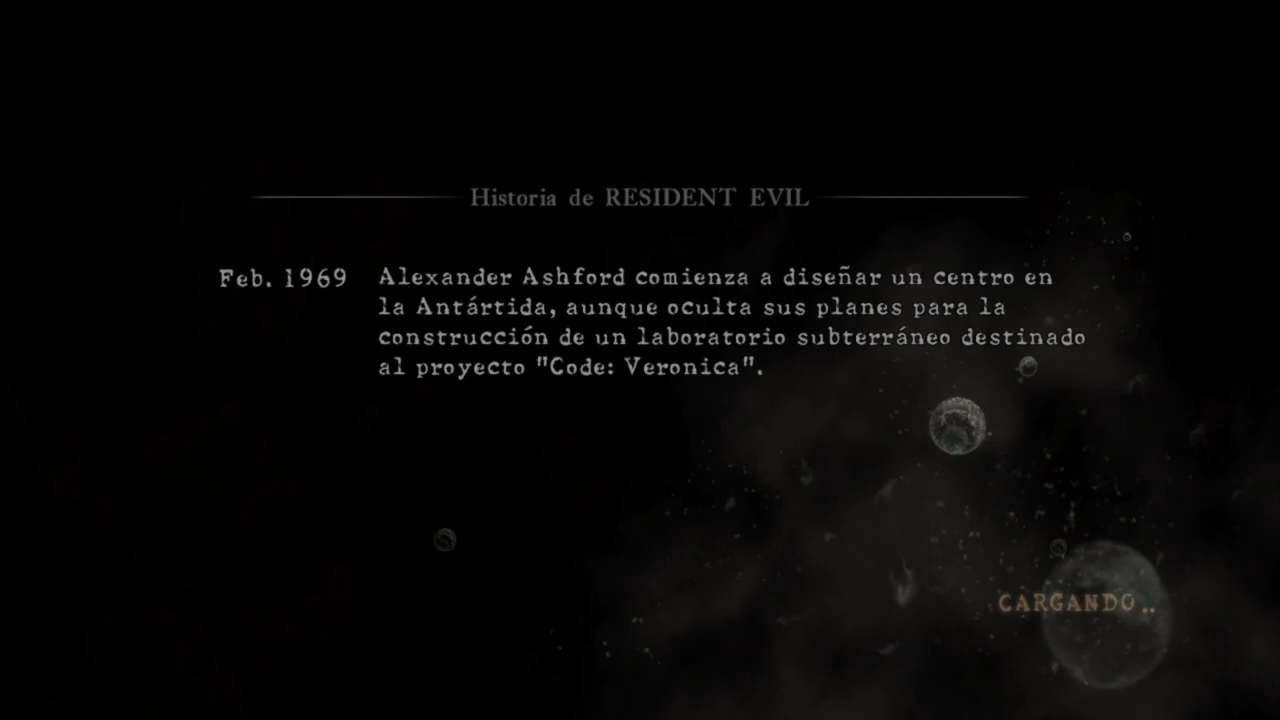 Historia de RESIDENT EVIL
Feb. 1969 Alexander Ashford comienza a diseñar un centro en
la Antártida, aunque oculta sus planes para la
construcción de un laboratorio subterráneo destinado
al proyecto "Code: Veronica".
CARGANDO..